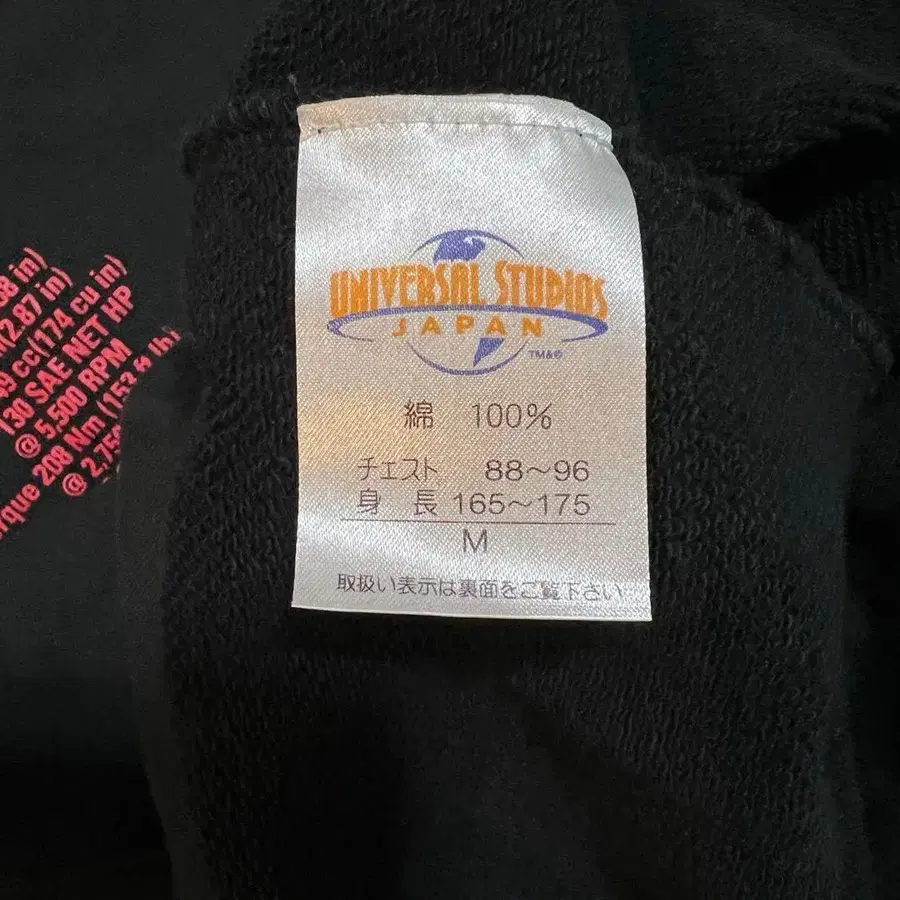 UNIVERSAL STUDIOS
JAPAN
TM&©
綿 100%
チェスト 88〜96
身長 165〜175
M
取扱い表示は裏面をご覧下さい
in)
(2.87 in)
cc(174 cu in)
130 SAE NET HP
@ 5,500 RPM
208 Nm
@